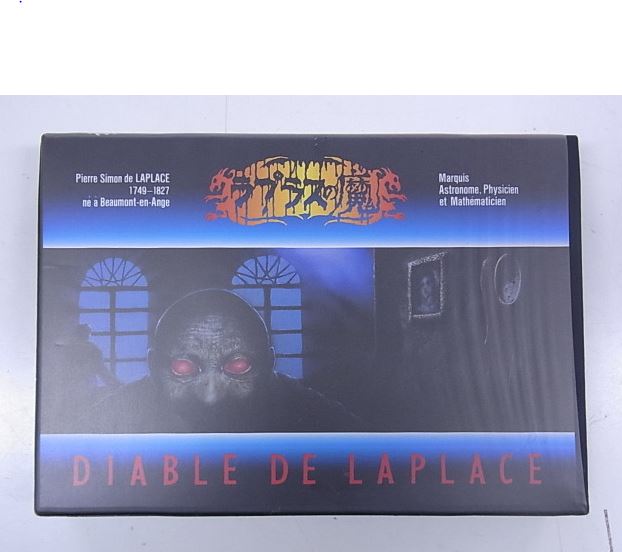 Pierre Simon de LAPLACE
1749–1827
né à Beaumont-en-Ange
ラプラスの魔
Marquis
Astronome, Physicien
et Mathématicien
DIABLE DE LAPLACE